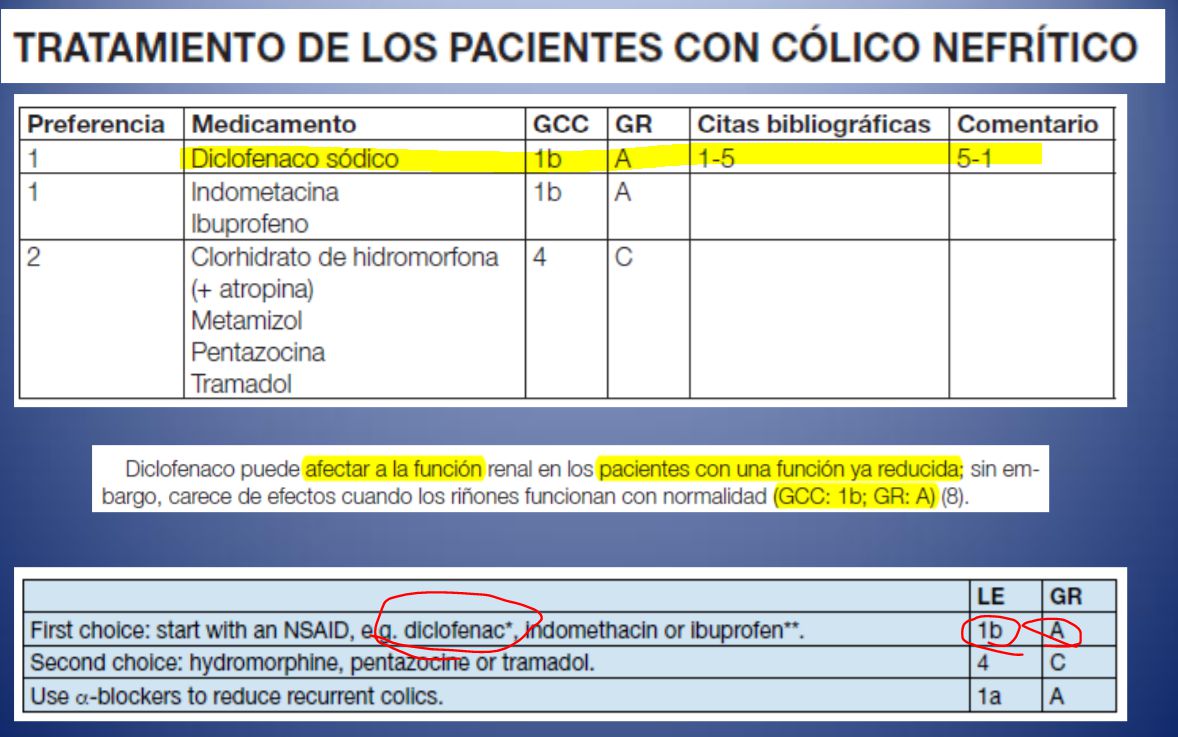 TRATAMIENTO DE LOS PACIENTES CON CÓLICO NEFRÍTICO
Preferencia Medicamento GCC GR Citas bibliográficas Comentario
1 Diclofenaco sódico 1b A 1-5 5-1
1 Indometacina 1b A
Ibuprofeno
2 Clorhidrato de hidromorfona 4 C
(+ atropina)
Metamizol
Pentazocina
Tramadol
Diclofenaco puede afectar a la función renal en los pacientes con una función ya reducida; sin em-
bargo, carece de efectos cuando los riñones funcionan con normalidad (GCC: 1b; GR: A) (8).
LE GR
First choice: start with an NSAID, e.g. diclofenac*, indomethacin or ibuprofen**. 1b A
Second choice: hydromorphine, pentazocine or tramadol. 4 C
Use α-blockers to reduce recurrent colics. 1a A